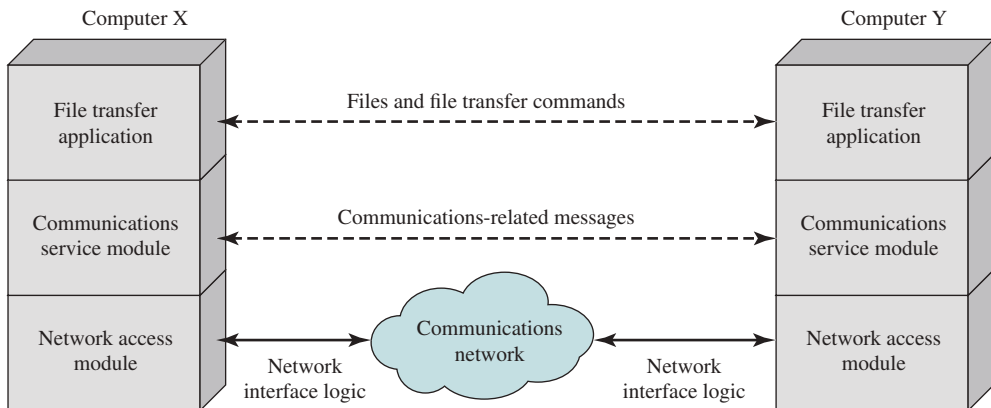 Computer X
Computer Y
File transfer
application
Files and file transfer commands
File transfer
application
Communications
service module
Communications-related messages
Communications
service module
Network access
module
Network
interface logic
Communications
network
Network
interface logic
Network access
module